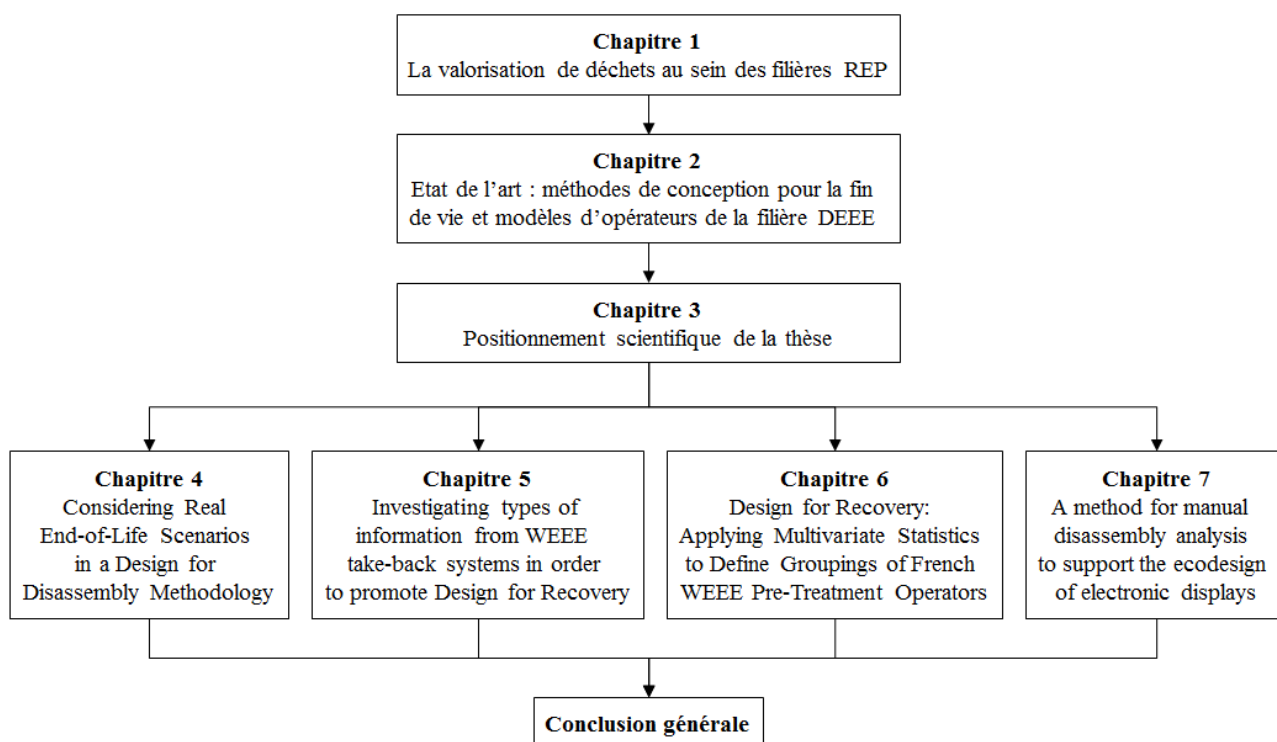 Chapitre 1
La valorisation de déchets au sein des filières REP
Chapitre 2
Etat de l'art : méthodes de conception pour la fin
de vie et modèles d'opérateurs de la filière DEEE
Chapitre 3
Positionnement scientifique de la thèse
Chapitre 4
Considering Real
End-of-Life Scenarios
in a Design for
Disassembly Methodology
Chapitre 5
Investigating types of
information from WEEE
take-back systems in order
to promote Design for Recovery
Chapitre 6
Design for Recovery:
Applying Multivariate Statistics
to Define Groupings of French
WEEE Pre-Treatment Operators
Chapitre 7
A method for manual
disassembly analysis
to support the ecodesign
of electronic displays
Conclusion générale